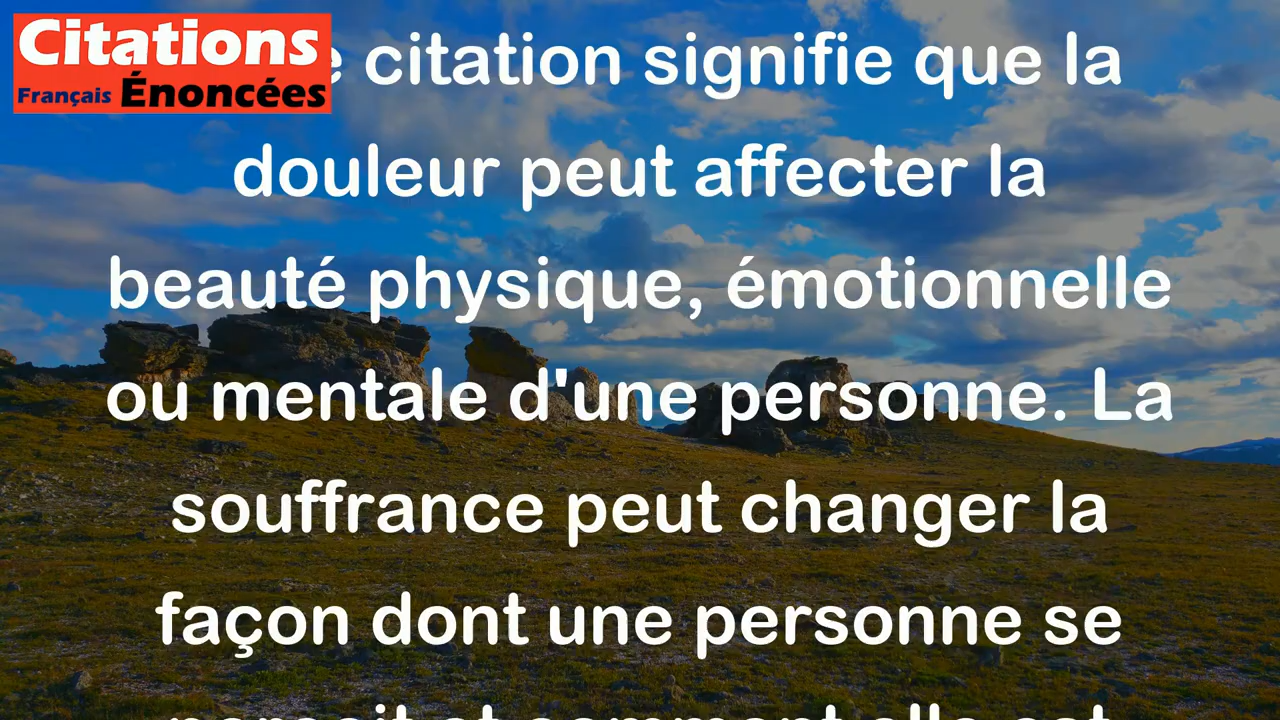 Citations
Français Énoncées
citation signifie que la
douleur peut affecter la
beauté physique, émotionnelle
ou mentale d'une personne. La
souffrance peut changer la
façon dont une personne se